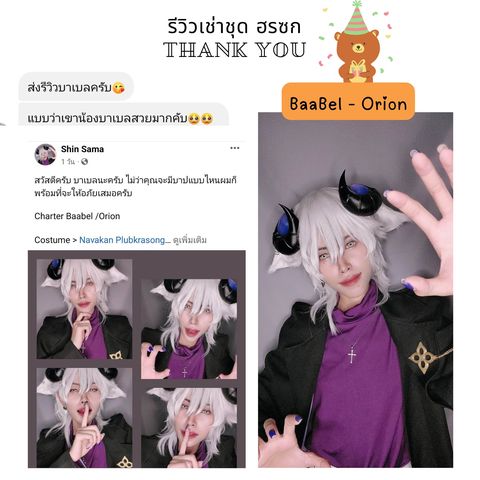 รีวิวเช่าชุด ฮรซก
THANK YOU
BaaBel - Orion
ส่งรีวิวบาเบลครับ😘
แบบว่าเขาน้องบาเบลสวยมากคับ🥹🥹
Shin Sama
1 วัน ·
สวัสดีครับ บาเบลนะครับ ไม่ว่าคุณจะมีบาปแบบไหนผมก็
พร้อมที่จะให้อภัยเสมอครับ
Charter Baabel /Orion
Costume > Navakan Plubkrasong... ดูเพิ่มเติม